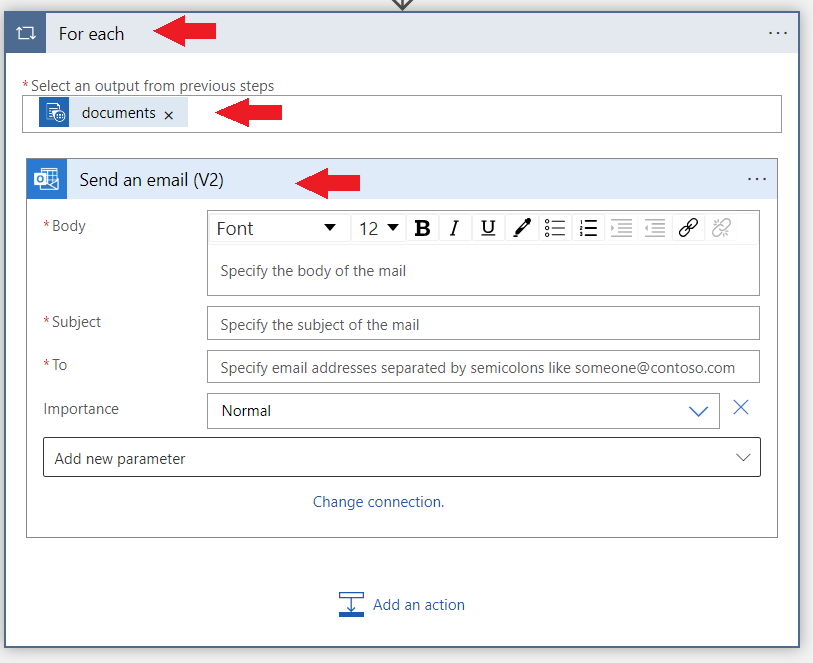 For each
...
* Select an output from previous steps
documents ×
Send an email (V2)
...
* Body
Font 12 B I U
Specify the body of the mail
* Subject
Specify the subject of the mail
* To
Specify email addresses separated by semicolons like someone@contoso.com
Importance
Normal
Add new parameter
Change connection.
Add an action